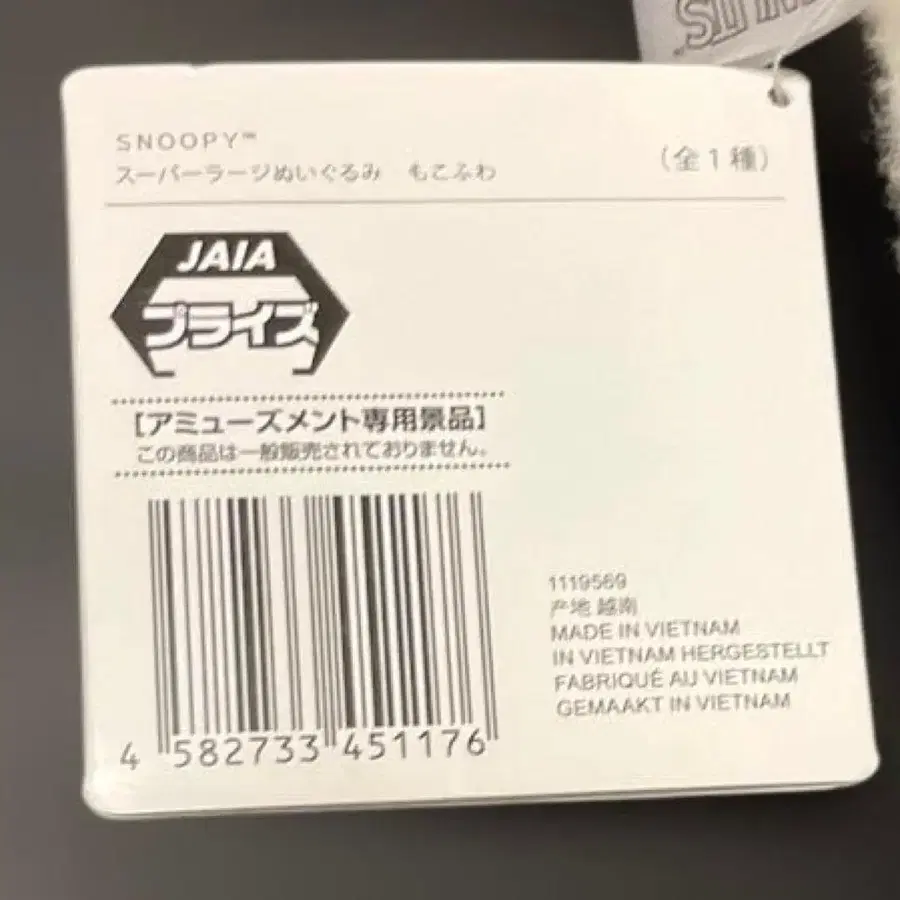 SNOOPY™
スーパーラージぬいぐるみ もこふわ
（全1種）
JAIA
プライズ
［アミューズメント専用景品］
この商品は一般販売されておりません。
4 582733 451176
1119569
产地 越南
MADE IN VIETNAM
IN VIETNAM HERGESTELLT
FABRIQUÉ AU VIETNAM
GEMAAKT IN VIETNAM